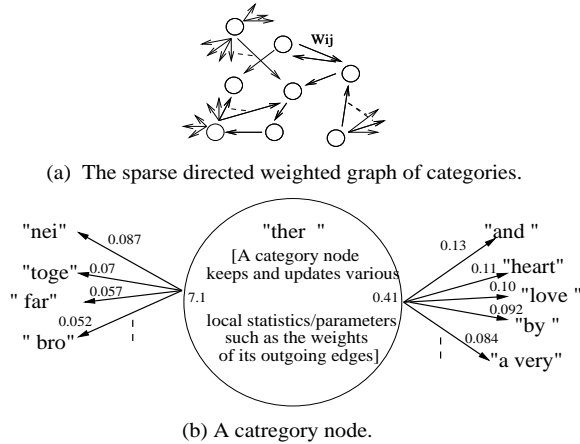 Wij
(a) The sparse directed weighted graph of categories.
"nei"
0.087
"toge"
0.07
" far"
0.057
" bro"
0.052
"ther "
[A category node
keeps and updates various
7.1
0.41
local statistics/parameters
such as the weights
of its outgoing edges]
"and "
0.13
"heart"
0.11
"love "
0.10
"by "
0.092
"a very"
0.084
(b) A catregory node.